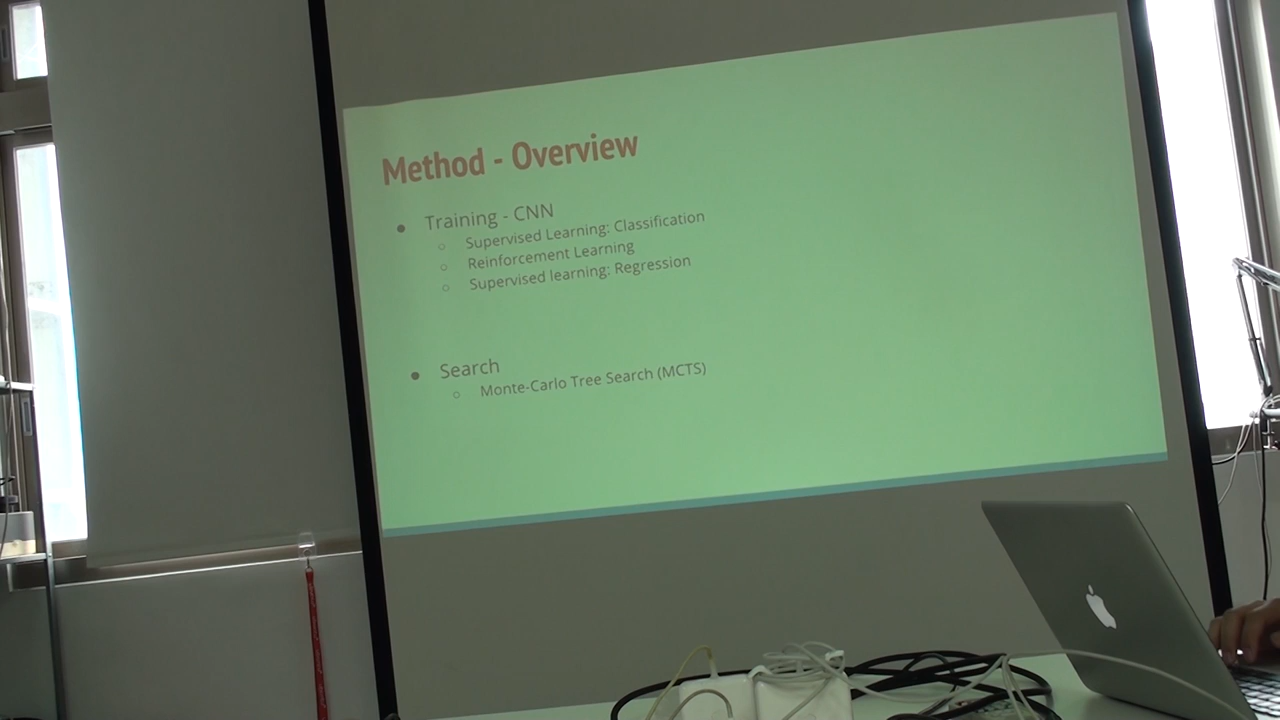 Method - Overview
Training - CNN
Supervised Learning: Classification
Reinforcement Learning
Supervised learning: Regression
Search
Monte-Carlo Tree Search (MCTS)